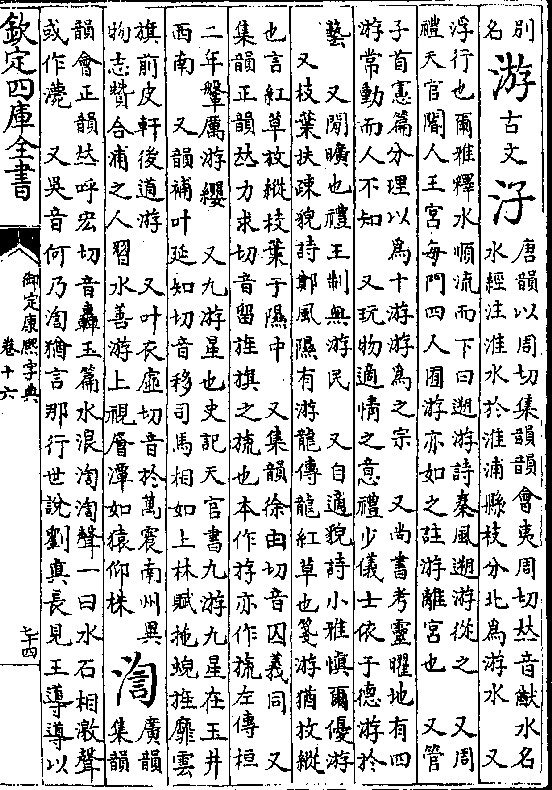 別名 游 古文 汓 唐韻以周切集韻韻會夷周切𠀤音猷水名
水經注淮水於淮浦縣枝分北為游水 又
浮行也爾雅釋水順流而下曰遡游詩秦風遡游從之 又周
禮天官閽人王宮每門四人囿游亦如之註游離宮也 又管
子首憲篇分理以為十游游為之宗 又尚書考靈曜地有四
游常動而人不知 又玩物適情之意禮少儀士依于德游於
藝 又閒曠也禮王制無游民 又自適貌詩小雅慎爾優游
又枝葉扶疎貌詩鄭風隰有游龍傳龍紅草也箋游猶放縱
也言紅草放縱枝葉于隰中 又集韻徐由切音囚義同 又
集韻正韻𠀤力求切音留旌旗之旒也本作斿亦作旒左傳桓
二年鞶厲游纓 又九游星也史記天官書九游九星在玉井
西南 又韻補叶延如切音移司馬相如上林賦拖蜺旌靡雲
旗前皮軒後道游 又叶衣虛切音於萬震南州異
物志贊合浦之人習水善游上視層潭如猿仰株
渹 廣韻
集韻
韻會正韻𠀤呼宏切音轟玉篇水浪渹渹聲一曰水石相激聲
或作 又吳音何乃渹猶言那行世說劉真長見王導導以
欽定四庫全書
御定康熙字典
卷十六